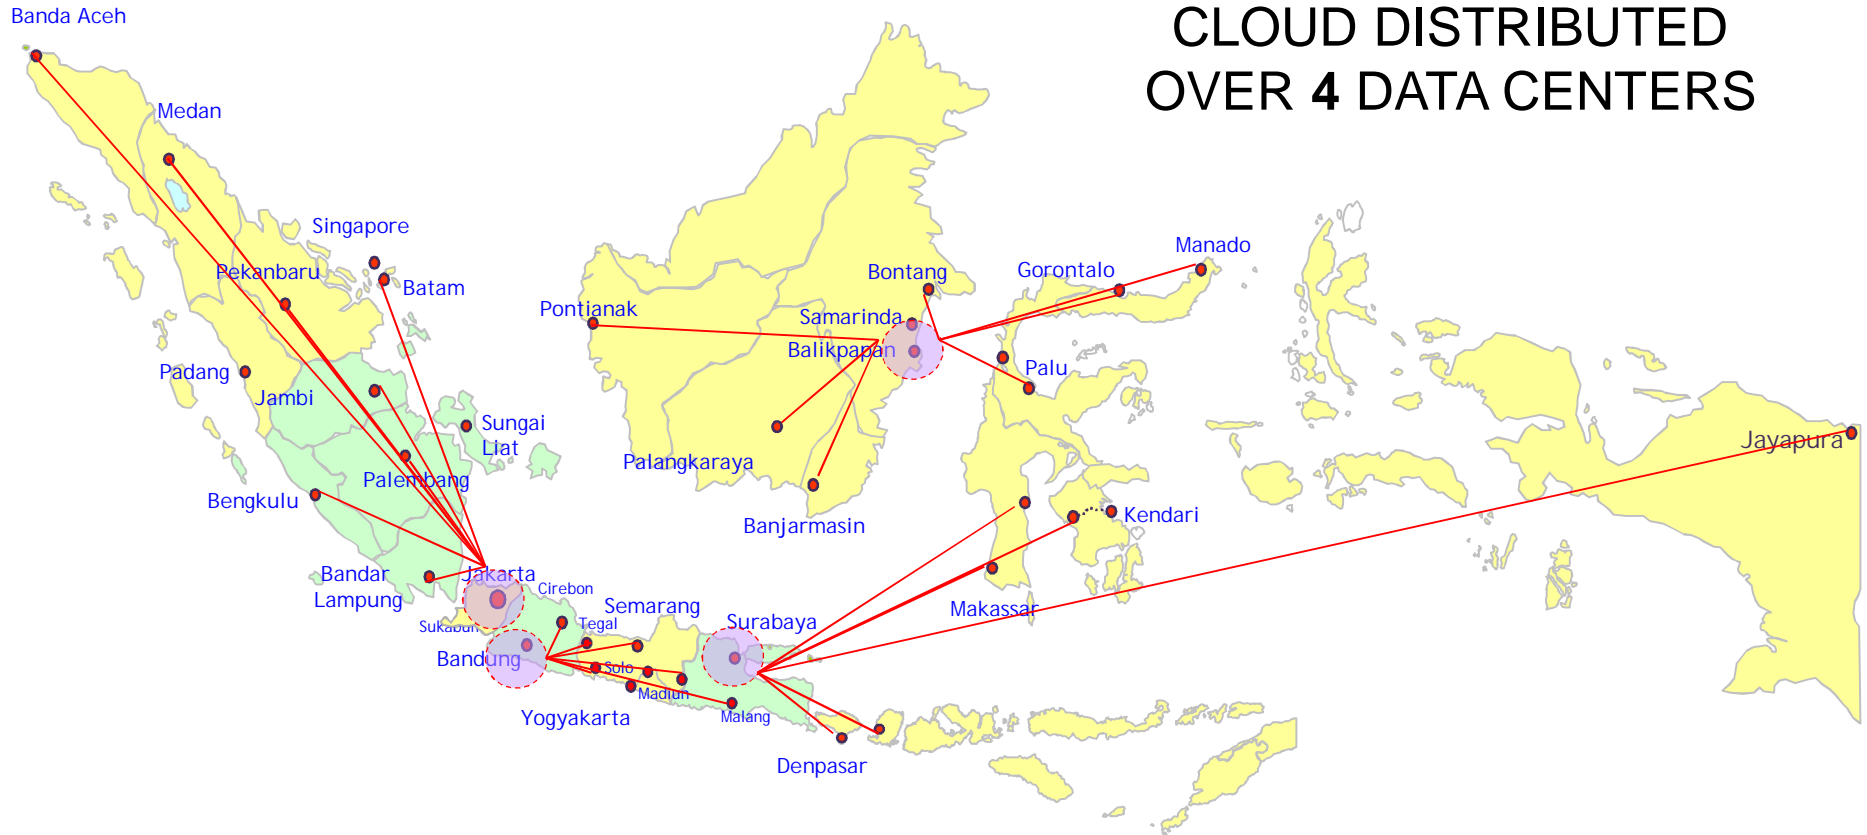 Banda Aceh
CLOUD DISTRIBUTED
OVER 4 DATA CENTERS
Medan
Singapore
Pekanbaru
Batam
Manado
Gorontalo
Bontang
Pontianak
Samarinda
Balikpapan
Padang
Jambi
Palu
Sungai
Liat
Jayapura
Palembang
Palangkaraya
Bengkulu
Banjarmasin
Kendari
Bandar
Lampung
Jakarta
Cirebon
Semarang
Makassar
Sukabun
Tegal
Surabaya
Bandung
Solo
Madiun
Yogyakarta
Malang
Denpasar